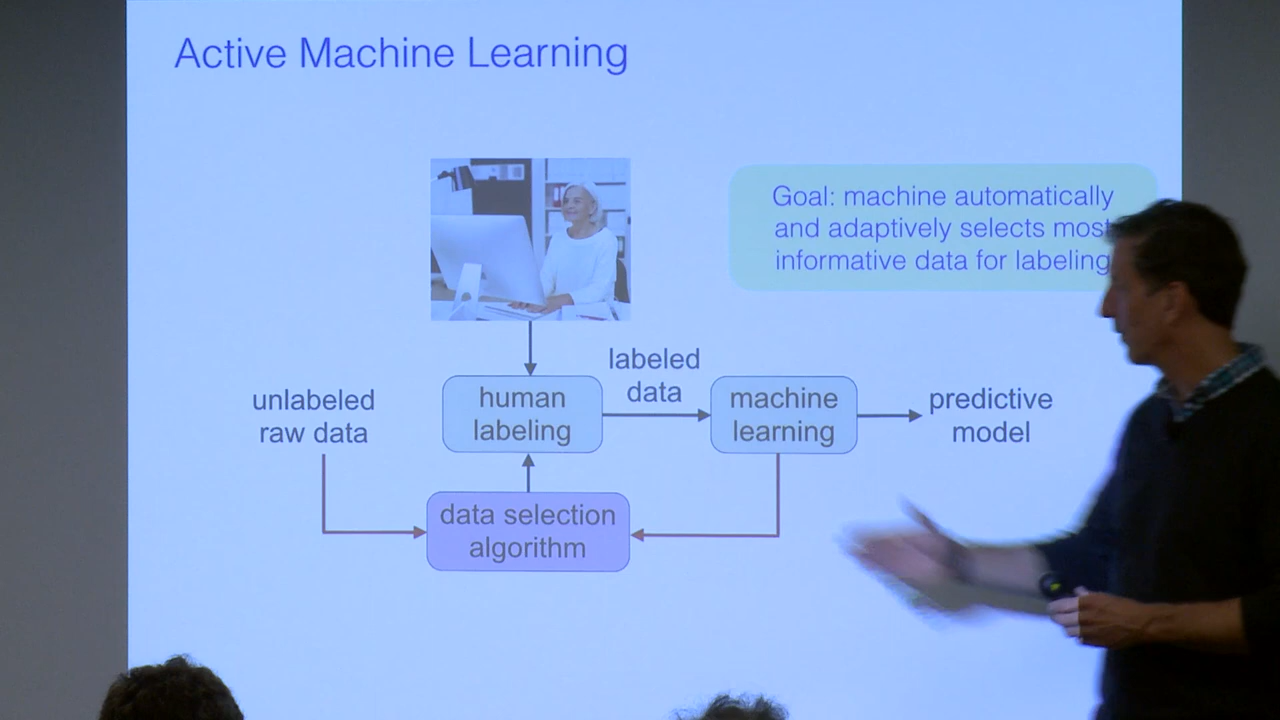 Active Machine Learning
Goal: machine automatically
and adaptively selects most
informative data for labeling
unlabeled
raw data
human
labeling
labeled
data
machine
learning
predictive
model
data selection
algorithm